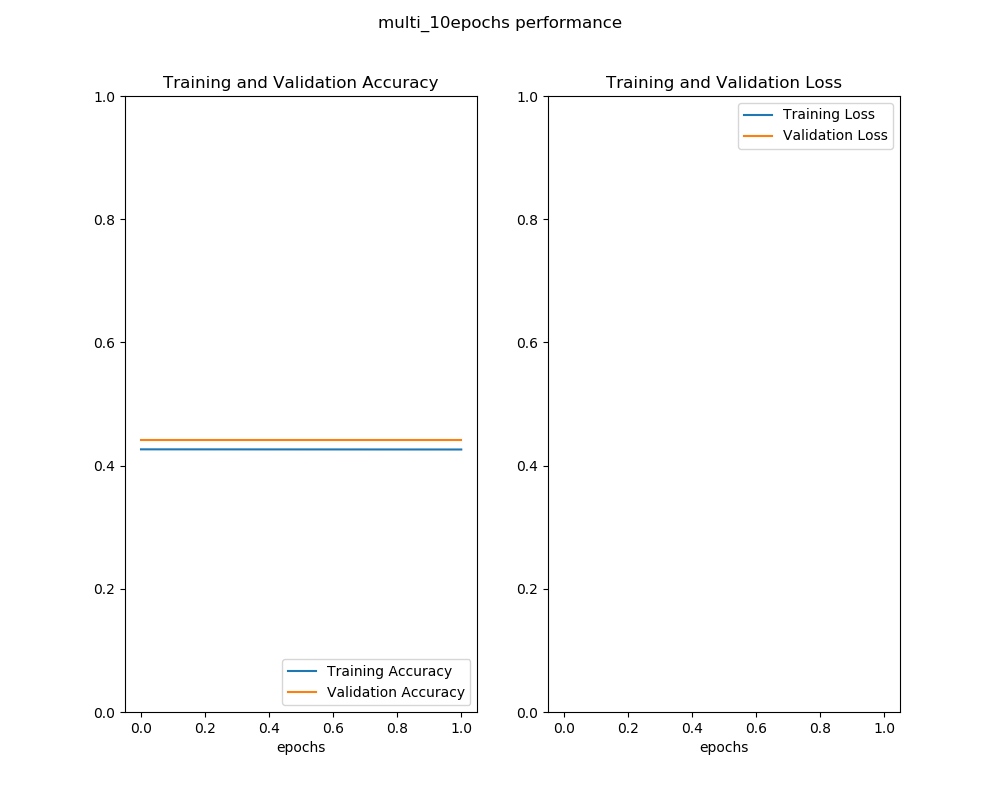 multi_10epochs performance
Training and Validation Accuracy
1.0
0.8
0.6
0.4
0.2
0.0
Training Accuracy
Validation Accuracy
0.0 0.2 0.4 0.6 0.8 1.0
epochs
Training and Validation Loss
Training Loss
Validation Loss
1.0
0.8
0.6
0.4
0.2
0.0
0.0 0.2 0.4 0.6 0.8 1.0
epochs